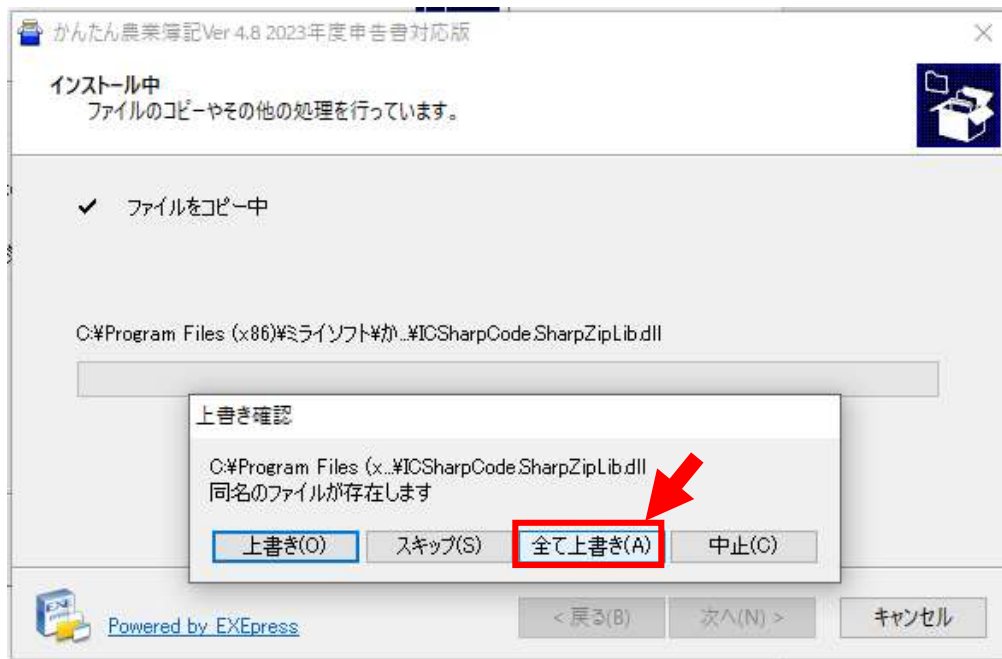 かんたん農業簿記Ver 4.8 2023年度申告書対応版
インストール中
ファイルのコピーやその他の処理を行っています。
ファイルをコピー中
C:¥Program Files (x86)¥ミライソフト¥か...¥ICSharpCode.SharpZipLib.dll
上書き確認
C:¥Program Files (x...¥ICSharpCode.SharpZipLib.dll
同名のファイルが存在します
上書き(O) スキップ(S) 全て上書き(A) 中止(C)
Powered by EXEpress
< 戻る(B) 次へ(N) > キャンセル